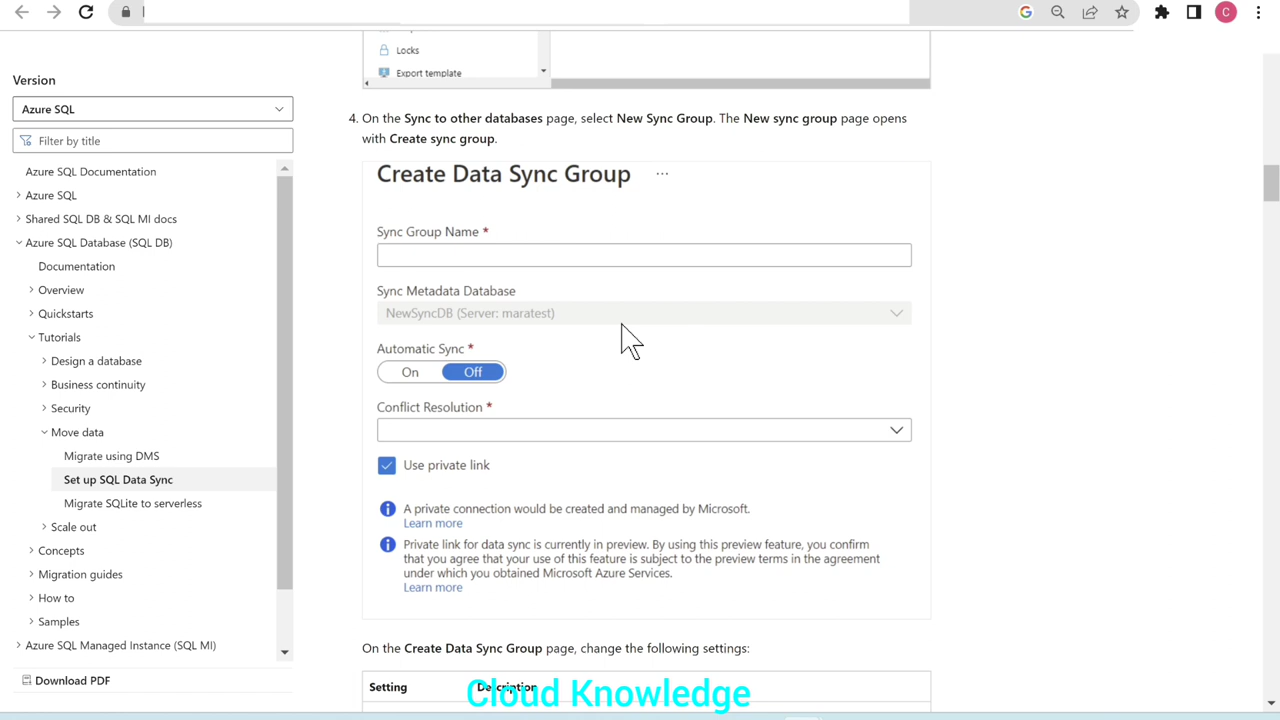 C
Locks
Export template
Version
Azure SQL
Filter by title
Azure SQL Documentation
Azure SQL
Shared SQL DB & SQL MI docs
Azure SQL Database (SQL DB)
Documentation
Overview
Quickstarts
Tutorials
Design a database
Business continuity
Security
Move data
Migrate using DMS
Set up SQL Data Sync
Migrate SQLite to serverless
Scale out
Concepts
Migration guides
How to
Samples
Azure SQL Managed Instance (SQL MI)
Download PDF
4. On the Sync to other databases page, select New Sync Group. The New sync group page opens
with Create sync group.
Create Data Sync Group ...
Sync Group Name *
Sync Metadata Database
NewSyncDB (Server: maratest)
Automatic Sync *
On Off
Conflict Resolution *
Use private link
A private connection would be created and managed by Microsoft.
Learn more
Private link for data sync is currently in preview. By using this preview feature, you confirm
that you agree that your use of this feature is subject to the preview terms in the agreement
under which you obtained Microsoft Azure Services.
Learn more
On the Create Data Sync Group page, change the following settings:
Setting Description
Cloud Knowledge